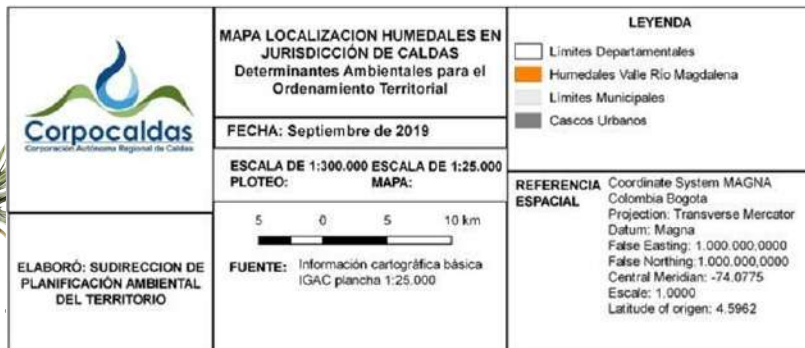 Corpocaldas
Corporación Autónoma Regional de Caldas
ELABORÓ: SUDIRECCION DE
PLANIFICACIÓN AMBIENTAL
DEL TERRITORIO
MAPA LOCALIZACION HUMEDALES EN
JURISDICCIÓN DE CALDAS
Determinantes Ambientales para el
Ordenamiento Territorial
FECHA: Septiembre de 2019
ESCALA DE 1:300.000 ESCALA DE 1:25.000
PLOTEO: MAPA:
5 0 5 10 km
FUENTE: Información cartográfica básica
IGAC plancha 1:25.000
LEYENDA
Limites Departamentales
Humedales Valle Rio Magdalena
Limites Municipales
Cascos Urbanos
REFERENCIA Coordinate System MAGNA
ESPACIAL Colombia Bogota
Projection: Transverse Mercator
Datum: Magna
False Easting: 1.000.000,0000
False Northing:1.000.000,0000
Central Meridian: -74.0775
Escale: 1.0000
Latitude of origen: 4.5962